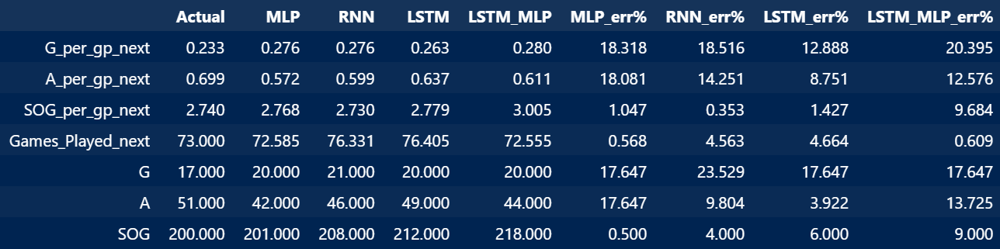 Actual MLP RNN LSTM LSTM_MLP MLP_err% RNN_err% LSTM_err% LSTM_MLP_err%
G_per_gp_next 0.233 0.276 0.276 0.263 0.280 18.318 18.516 12.888 20.395
A_per_gp_next 0.699 0.572 0.599 0.637 0.611 18.081 14.251 8.751 12.576
SOG_per_gp_next 2.740 2.768 2.730 2.779 3.005 1.047 0.353 1.427 9.684
Games_Played_next 73.000 72.585 76.331 76.405 72.555 0.568 4.563 4.664 0.609
G 17.000 20.000 21.000 20.000 20.000 17.647 23.529 17.647 17.647
A 51.000 42.000 46.000 49.000 44.000 17.647 9.804 3.922 13.725
SOG 200.000 201.000 208.000 212.000 218.000 0.500 4.000 6.000 9.000